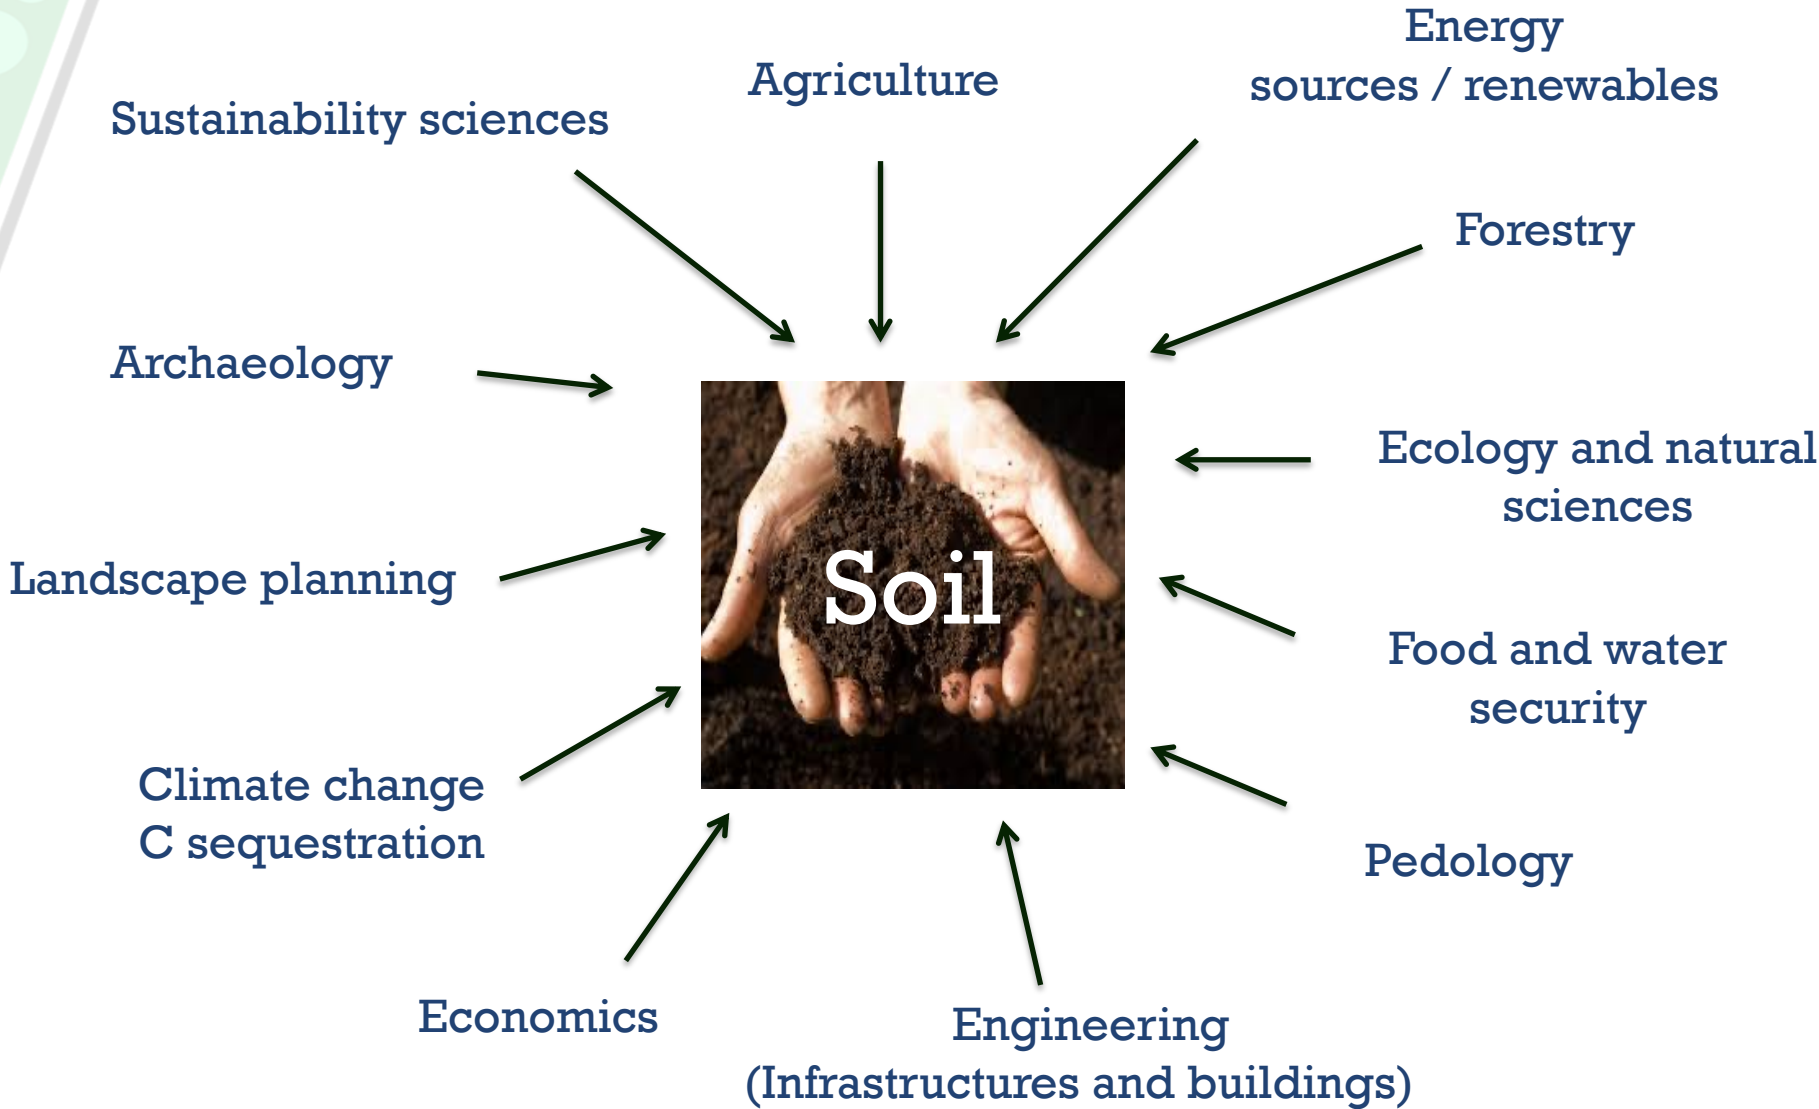 Energy
sources / renewables
Agriculture
Sustainability sciences
Forestry
Archaeology
Ecology and natural
sciences
Soil
Landscape planning
Food and water
security
Climate change
C sequestration
Pedology
Economics
Engineering
(Infrastructures and buildings)